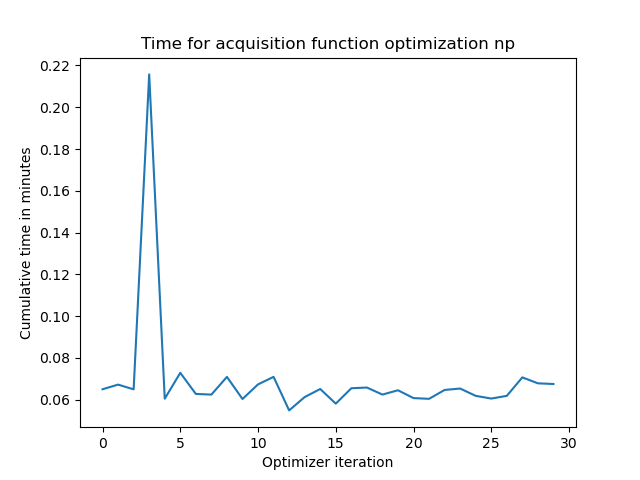 Time for acquisition function optimization np
Cumulative time in minutes
0.22
0.20
0.18
0.16
0.14
0.12
0.10
0.08
0.06
0 5 10 15 20 25 30
Optimizer iteration